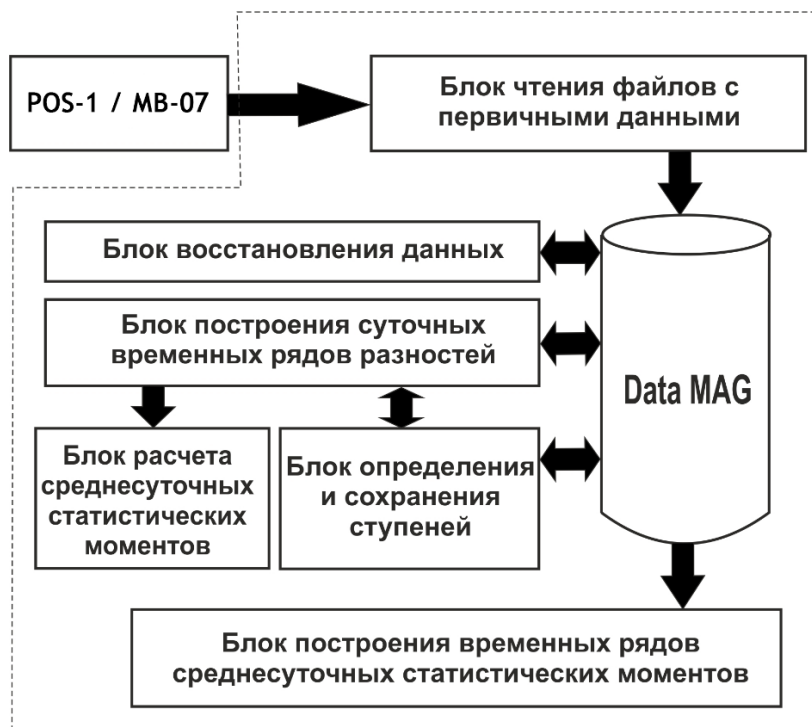 POS-1 / МВ-07
Блок чтения файлов с
первичными данными
Блок восстановления данных
Блок построения суточных
временных рядов разностей
Data MAG
Блок расчета
среднесуточных
статистических
моментов
Блок определения
и сохранения
ступеней
Блок построения временных рядов
среднесуточных статистических моментов